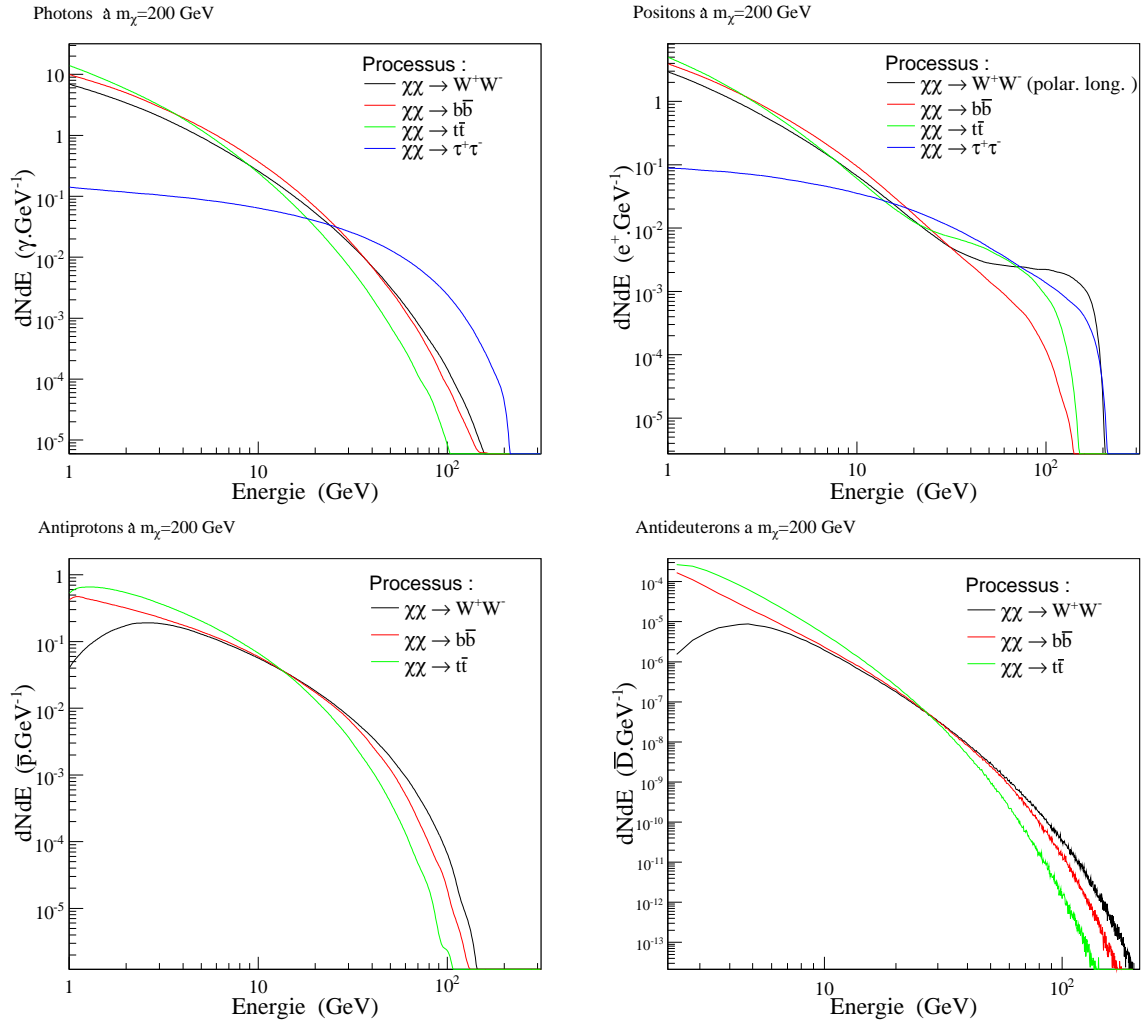 Photons à m_χ=200 GeV
Processus :
χχ → W⁺W⁻
χχ → bb̅
χχ → tt̅
χχ → τ⁺τ⁻
dNdE (γ.GeV⁻¹)
10
1
10⁻¹
10⁻²
10⁻³
10⁻⁴
10⁻⁵
1
10
10²
Energie (GeV)
Positons à m_χ=200 GeV
Processus :
χχ → W⁺W⁻ (polar. long. )
χχ → bb̅
χχ → tt̅
χχ → τ⁺τ⁻
dNdE (e⁺.GeV⁻¹)
1
10⁻¹
10⁻²
10⁻³
10⁻⁴
10⁻⁵
1
10
10²
Energie (GeV)
Antiprotons à m_χ=200 GeV
Processus :
χχ → W⁺W⁻
χχ → bb̅
χχ → tt̅
dNdE (p̅.GeV⁻¹)
1
10⁻¹
10⁻²
10⁻³
10⁻⁴
10⁻⁵
1
10
10²
Energie (GeV)
Antideuterons a m_χ=200 GeV
Processus :
χχ → W⁺W⁻
χχ → bb̅
χχ → tt̅
dNdE (D̅.GeV⁻¹)
10⁻⁴
10⁻⁵
10⁻⁶
10⁻⁷
10⁻⁸
10⁻⁹
10⁻¹⁰
10⁻¹¹
10⁻¹²
10⁻¹³
10
10²
Energie (GeV)